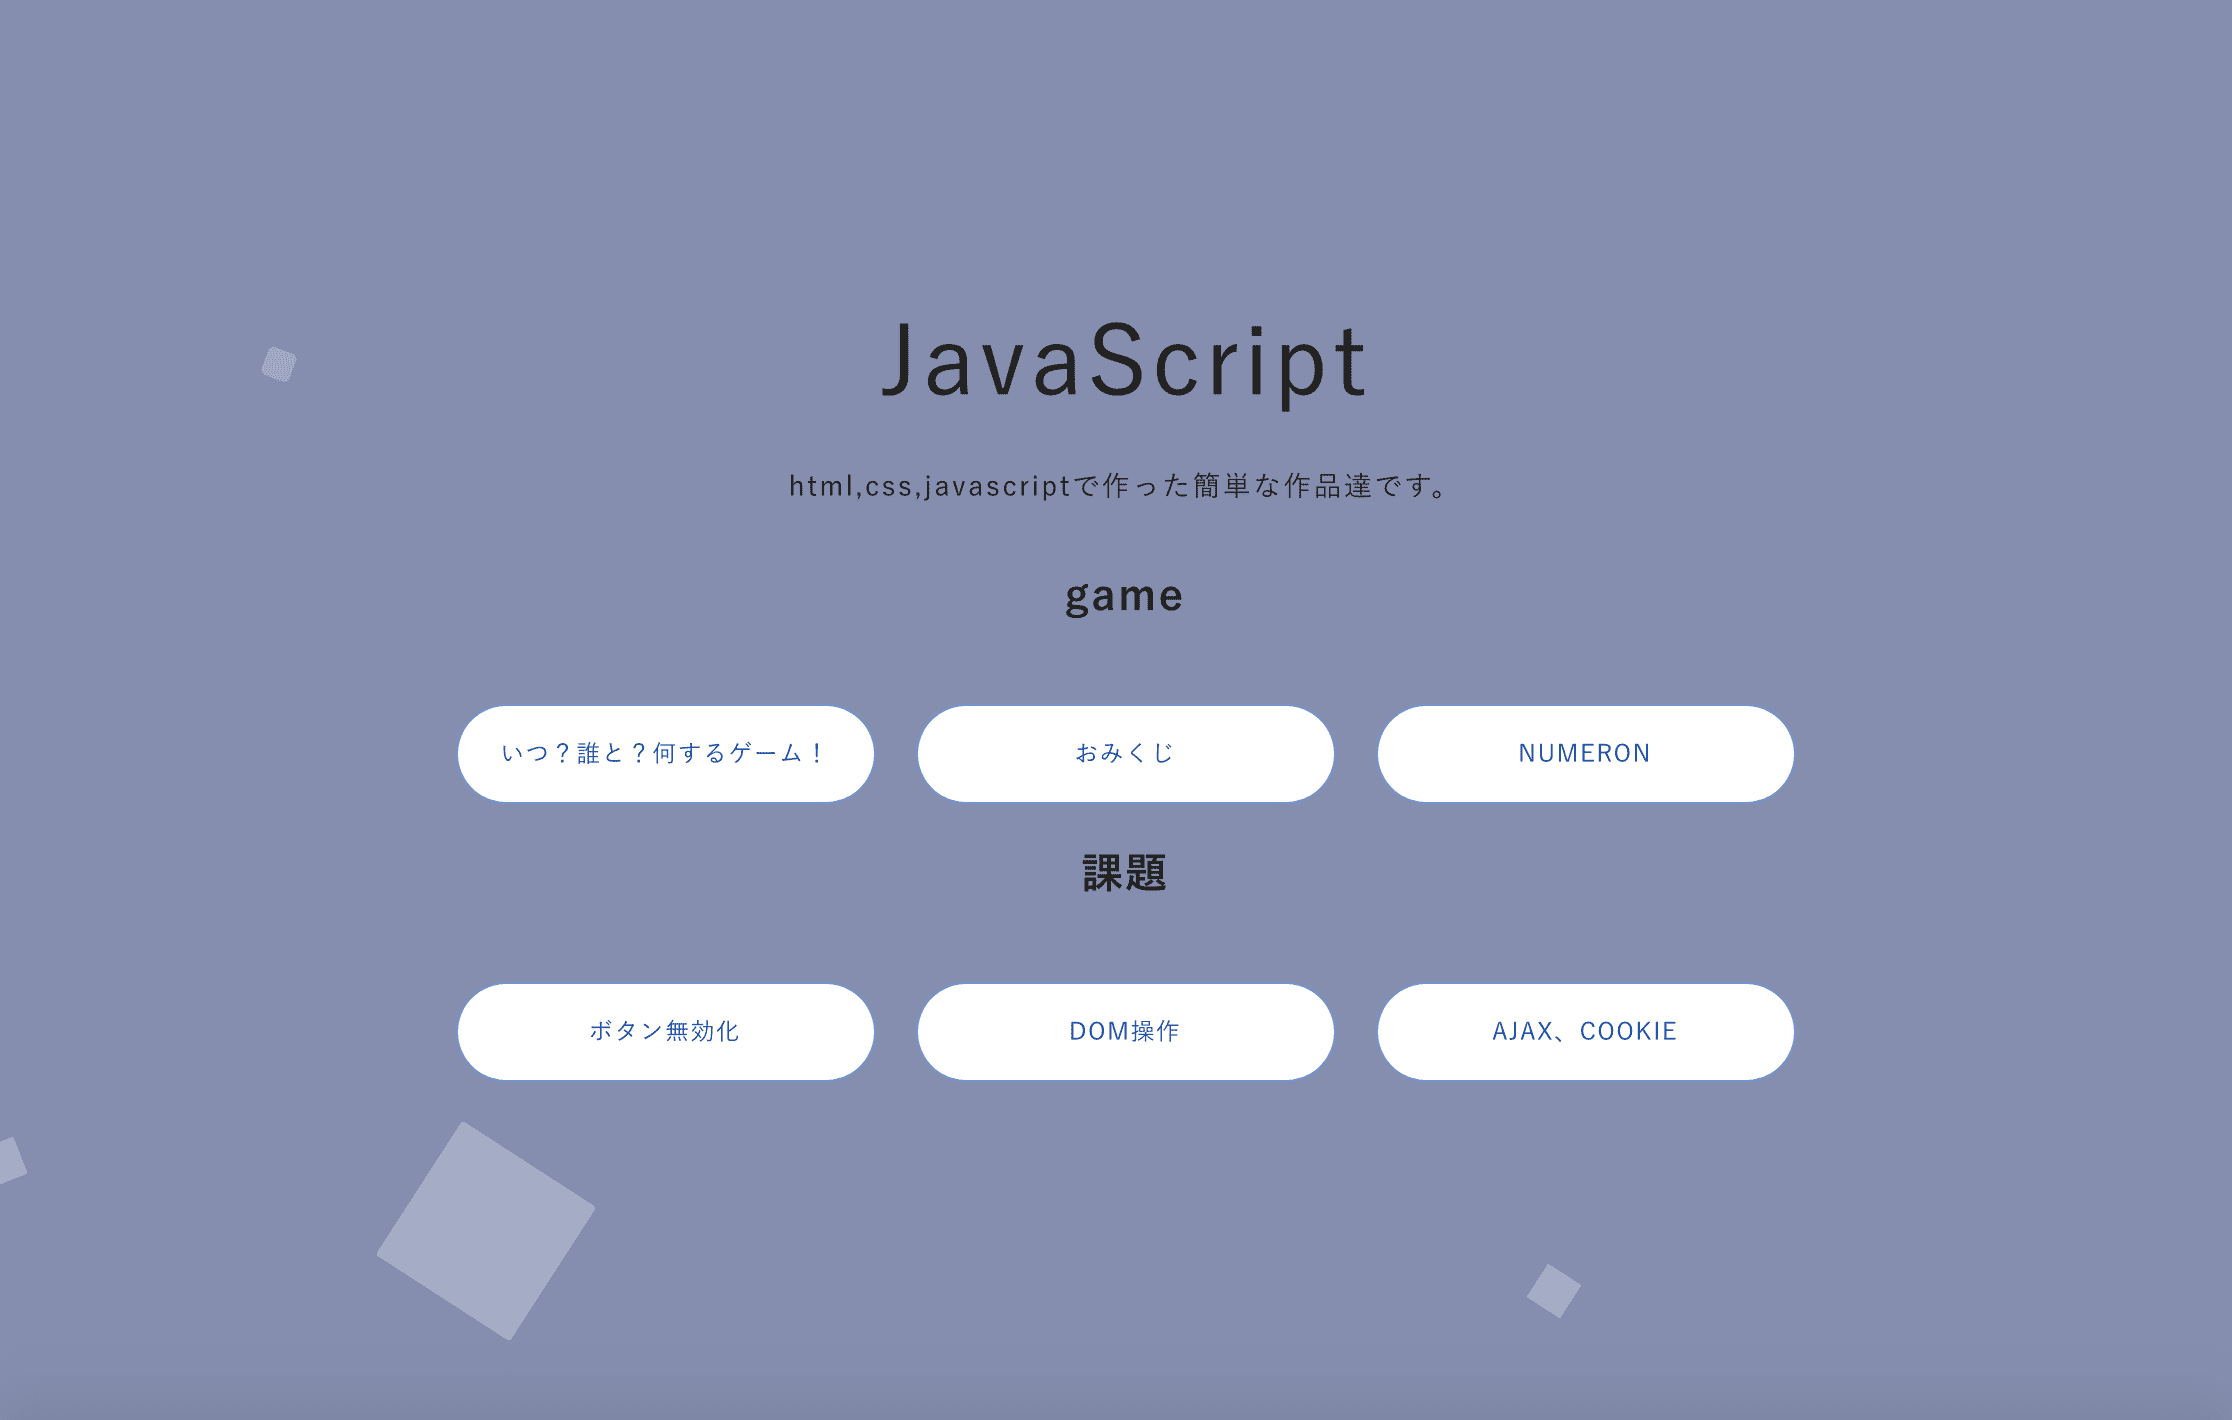 JavaScript
html,css,javascriptで作った簡単な作品達です。
game
いつ？誰と？何するゲーム！
おみくじ
NUMERON
課題
ボタン無効化
DOM操作
AJAX、COOKIE